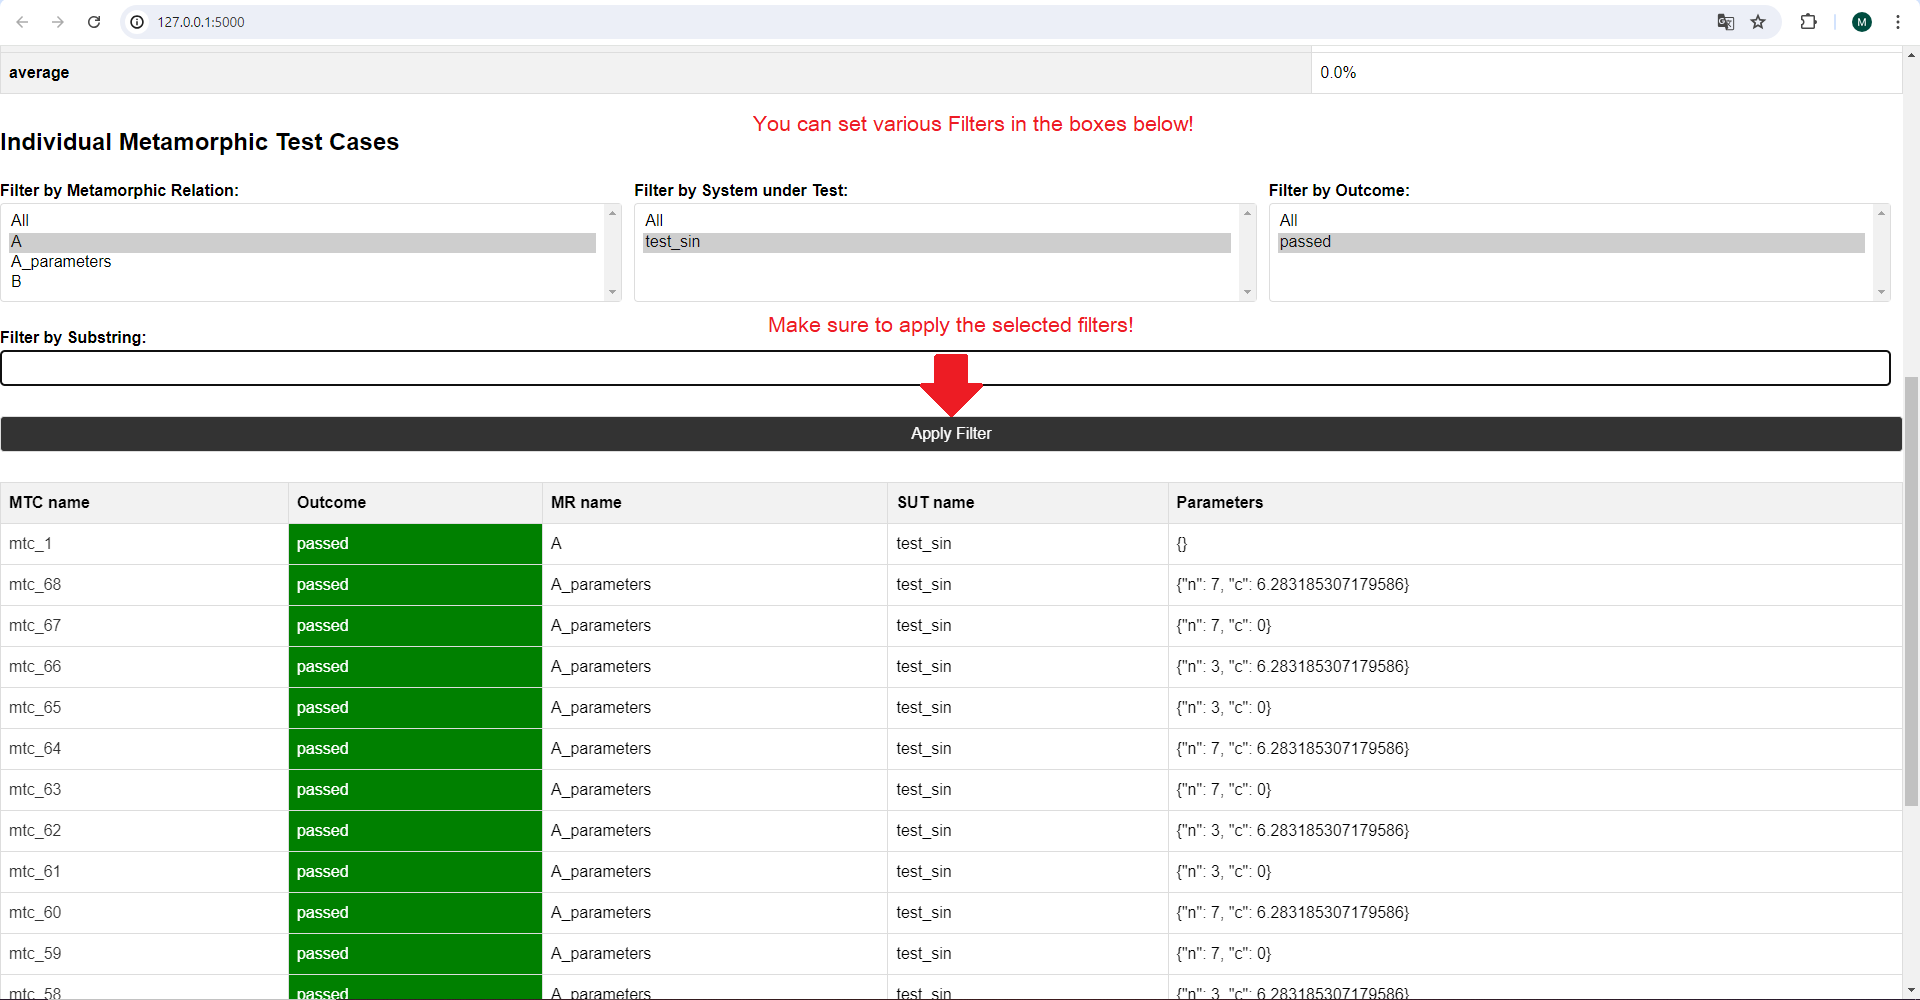 127.0.0.1:5000
M
average 0.0%
You can set various Filters in the boxes below!
Individual Metamorphic Test Cases
Filter by Metamorphic Relation: Filter by System under Test: Filter by Outcome:
All All All
A test_sin passed
A_parameters
B
Make sure to apply the selected filters!
Filter by Substring:
Apply Filter
MTC name Outcome MR name SUT name Parameters
mtc_1 passed A test_sin {}
mtc_68 passed A_parameters test_sin {"n": 7, "c": 6.283185307179586}
mtc_67 passed A_parameters test_sin {"n": 7, "c": 0}
mtc_66 passed A_parameters test_sin {"n": 3, "c": 6.283185307179586}
mtc_65 passed A_parameters test_sin {"n": 3, "c": 0}
mtc_64 passed A_parameters test_sin {"n": 7, "c": 6.283185307179586}
mtc_63 passed A_parameters test_sin {"n": 7, "c": 0}
mtc_62 passed A_parameters test_sin {"n": 3, "c": 6.283185307179586}
mtc_61 passed A_parameters test_sin {"n": 3, "c": 0}
mtc_60 passed A_parameters test_sin {"n": 7, "c": 6.283185307179586}
mtc_59 passed A_parameters test_sin {"n": 7, "c": 0}
mtc_58 passed A_parameters test_sin {"n": 3, "c": 6.283185307179586}